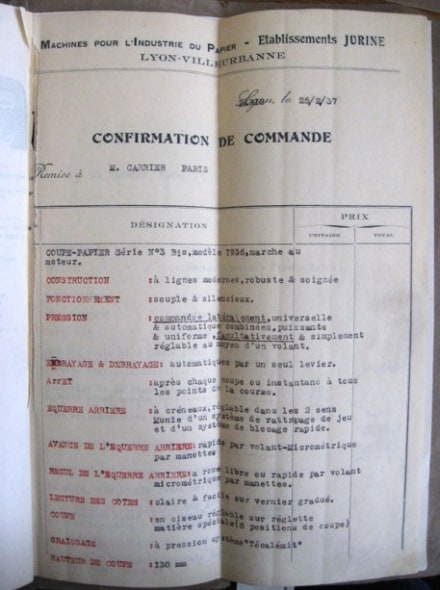 MACHINES POUR L'INDUSTRIE DU PAPIER - Etablissements JURINE
LYON-VILLEURBANNE
Lyon, le 25/2/37
CONFIRMATION DE COMMANDE
Remise à M. CARRIER PARIS
DÉSIGNATION PRIX
UNITAIRE TOTAL
COUPE-PAPIER Série N°3 Bis, modèle 1936, marche au
moteur.
CONSTRUCTION : à lignes modernes, robuste & soignée
FONCTIONNEMENT : souple & silencieux.
PRESSION : commandée latéralement, universelle
& automatique combinées, puissante
& uniforme, facultativement & simplement
réglable au moyen d'un volant.
EMBRAYAGE & DEBRAYAGE: automatiques par un seul levier.
ARRET : après chaque coupe ou instantané à tous
les points de la course.
EQUERRE ARRIERE : à créneaux, réglable dans les 2 sens
Munie d'un système de rattrapage de jeu
et d'un système de blocage rapide.
AVANCE DE L'EQUERRE ARRIERE: rapide par volant-Micrométrique
par manettes
REGUL DE L'EQUERRE ARRIERE: a roue libre ou rapide par volant
micrométrique par manettes.
LECTURE DES COTES : claire & facile sur vernier gradué.
COUPE : en ciseau réglable sur réglette
matière spéciale (8 positions de coupe)
GRAISSAGE : à pression système "Técalémit"
HAUTEUR DE COUPE : 130 mm